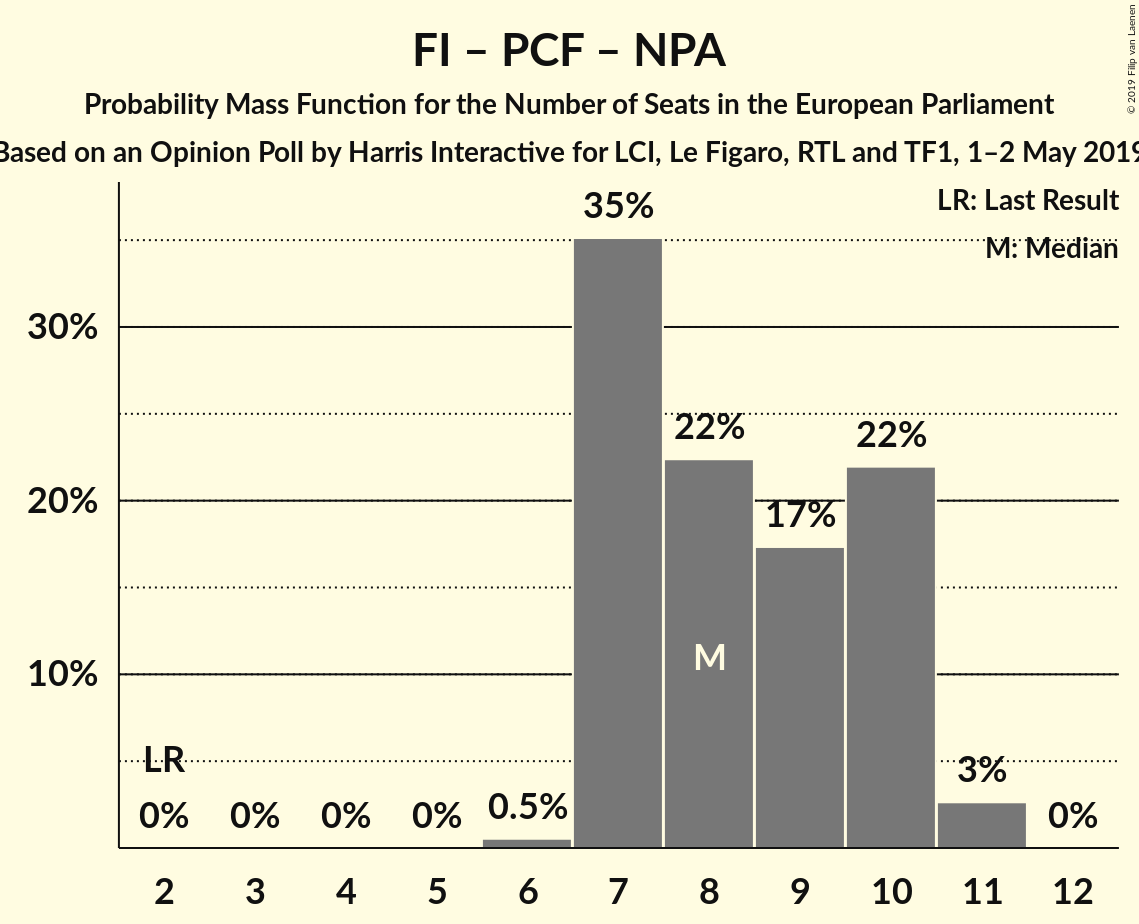 FI – PCF – NPA
Probability Mass Function for the Number of Seats in the European Parliament
Based on an Opinion Poll by Harris Interactive for LCI, Le Figaro, RTL and TF1, 1–2 May 2019
© 2019 Filip van Laenen
LR: Last Result
M: Median
35%
30%
22%
22%
20%
17%
M
10%
LR
3%
0%
0%
0%
0%
0.5%
0%
2 3 4 5 6 7 8 9 10 11 12